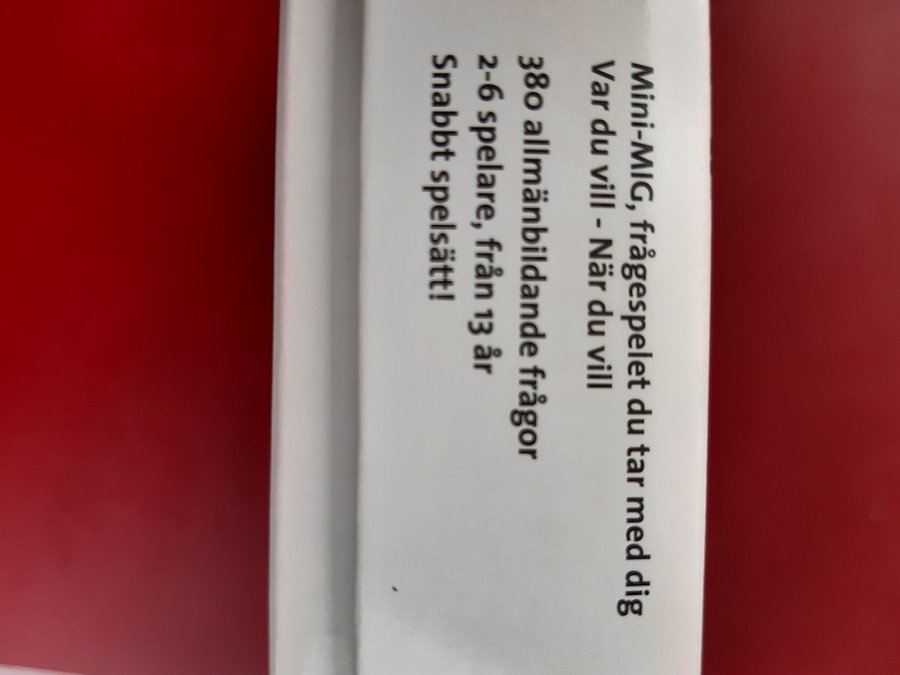 Mini-MIG, frågespelet du tar med dig
Var du vill - När du vill
380 allmänbildande frågor
2-6 spelare, från 13 år
Snabbt spelsätt!